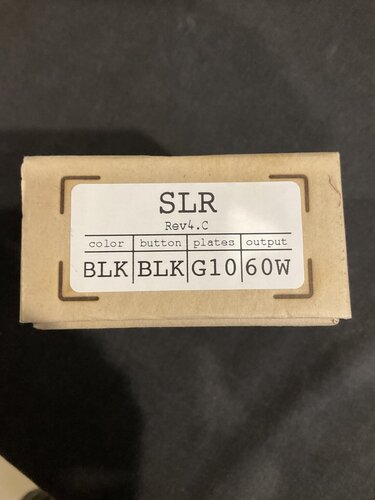 SLR
Rev4.C
color button plates output
BLK BLK G10 60W